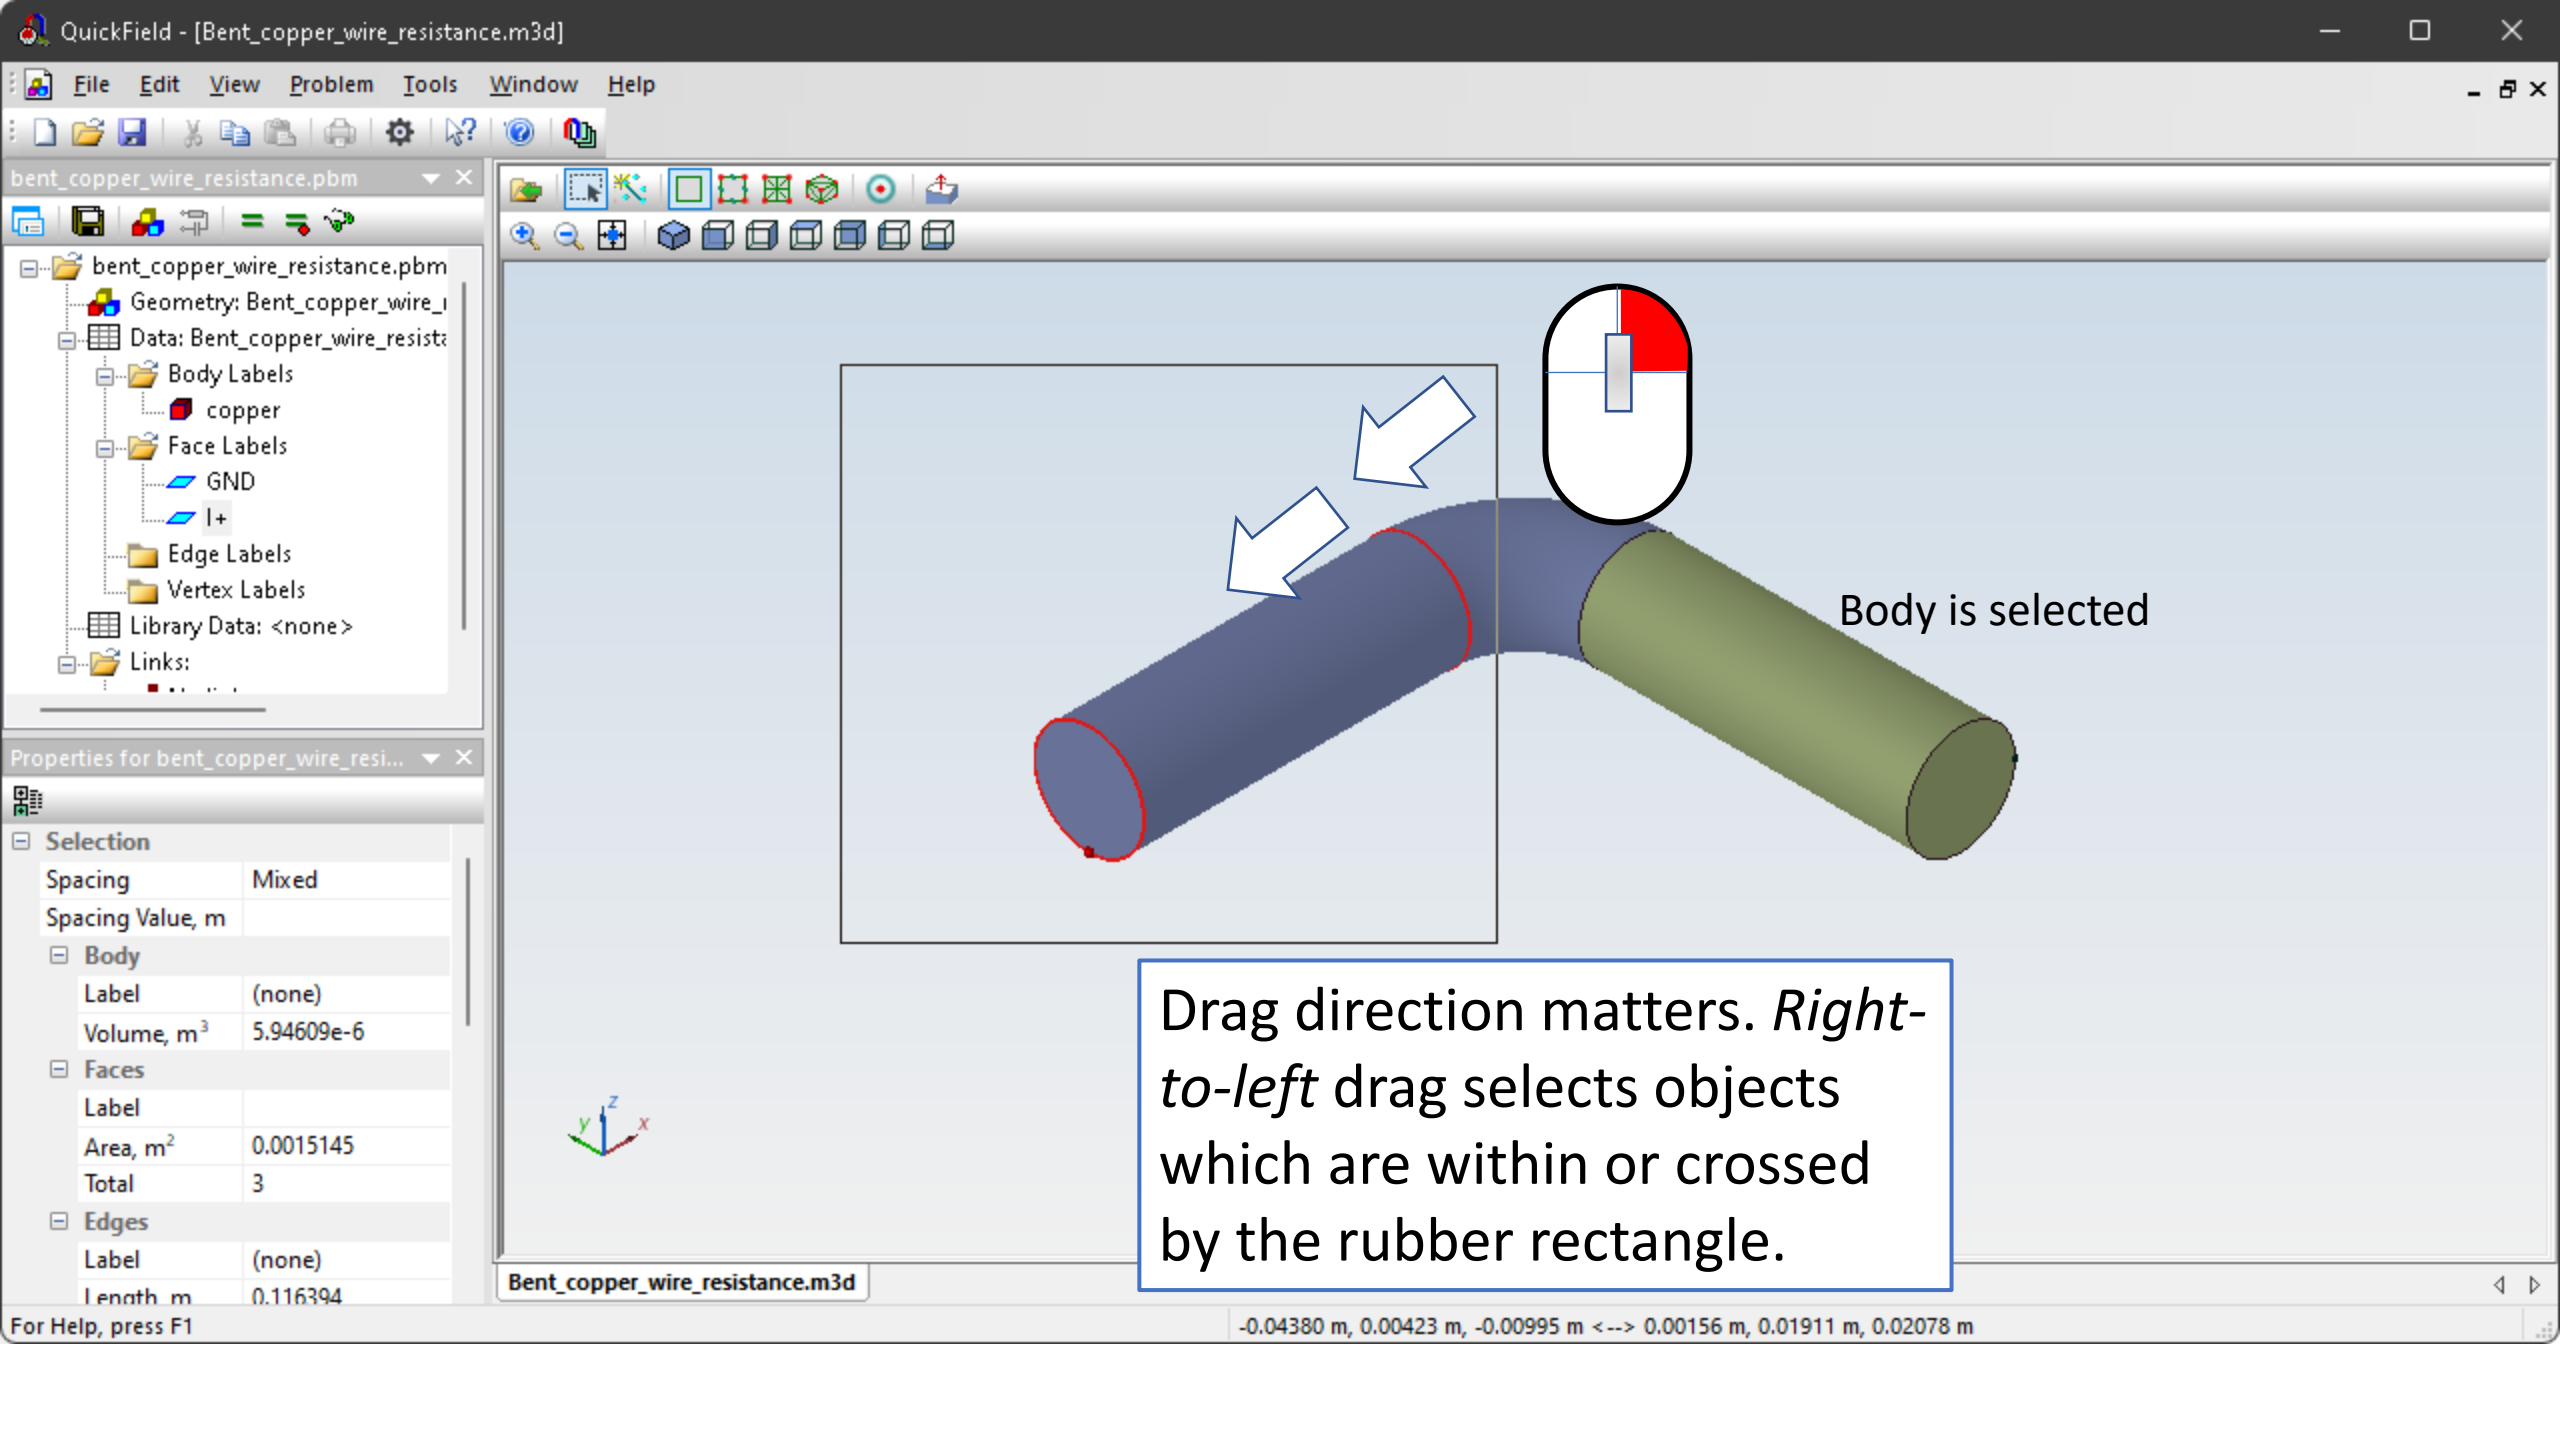 QuickField - [Bent_copper_wire_resistance.m3d]
File Edit View Problem Tools Window Help
bent_copper_wire_resistance.pbm
bent_copper_wire_resistance.pbm
Geometry: Bent_copper_wire_
Data: Bent_copper_wire_resist
Body Labels
copper
Face Labels
GND
I+
Edge Labels
Vertex Labels
Library Data: <none>
Links:
Properties for bent_copper_wire_resi...
Selection
Spacing Mixed
Spacing Value, m
Body
Label (none)
Volume, m³ 5.94609e-6
Faces
Label
Area, m² 0.0015145
Total 3
Edges
Label (none)
Length, m 0.116394
Body is selected
Drag direction matters. Right-
to-left drag selects objects
which are within or crossed
by the rubber rectangle.
z
y x
Bent_copper_wire_resistance.m3d
For Help, press F1
-0.04380 m, 0.00423 m, -0.00995 m <--> 0.00156 m, 0.01911 m, 0.02078 m